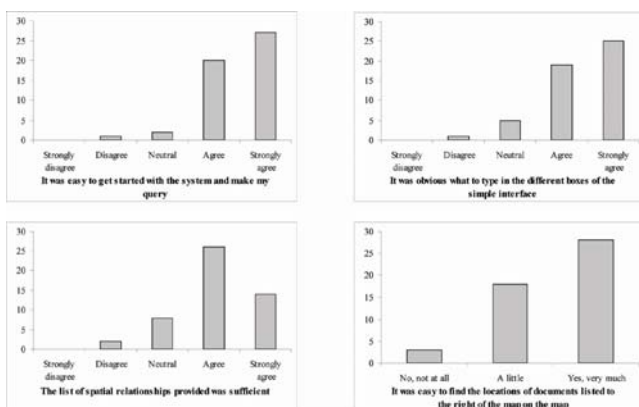 30
25
20
15
10
5
0
Strongly disagree Disagree Neutral Agree Strongly agree
It was easy to get started with the system and make my
query
30
25
20
15
10
5
0
Strongly disagree Disagree Neutral Agree Strongly agree
It was obvious what to type in the different boxes of the
simple interface
30
25
20
15
10
5
0
Strongly disagree Disagree Neutral Agree Strongly agree
The list of spatial relationships provided was sufficient
30
25
20
15
10
5
0
No, not at all A little Yes, very much
It was easy to find the locations of documents listed to
the right of the map on the map